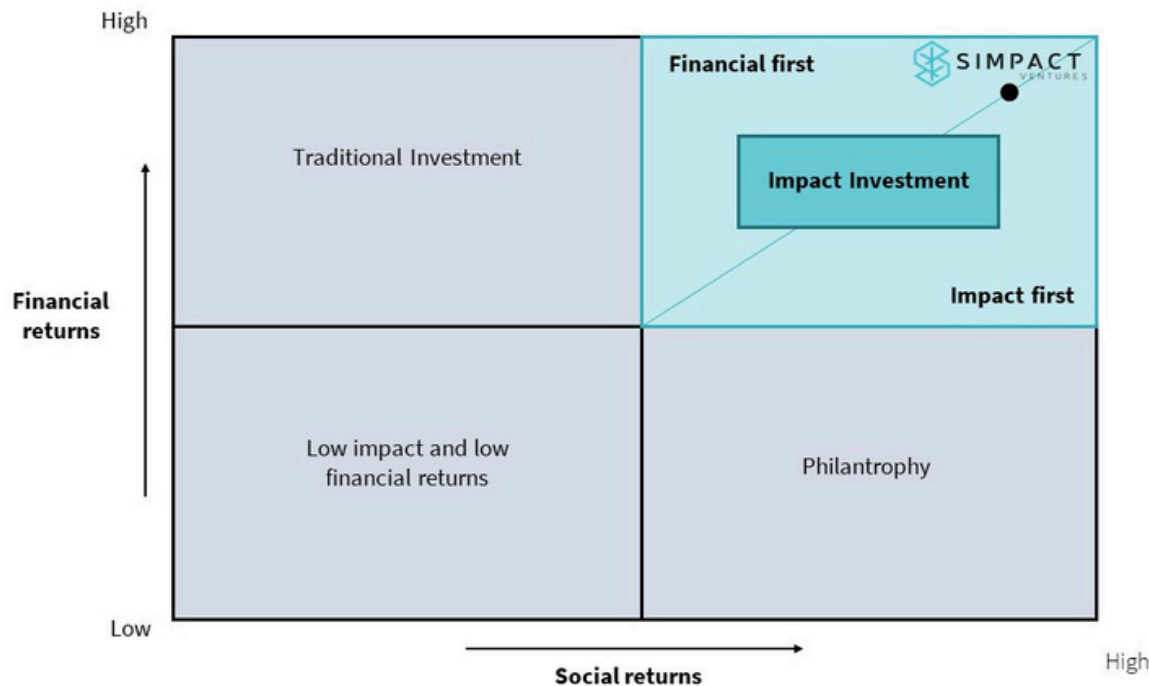 High
Financial first
SIMPACT
VENTURES
Traditional Investment
Impact Investment
Financial
returns
Impact first
Low impact and low
financial returns
Philantrophy
Low
High
Social returns